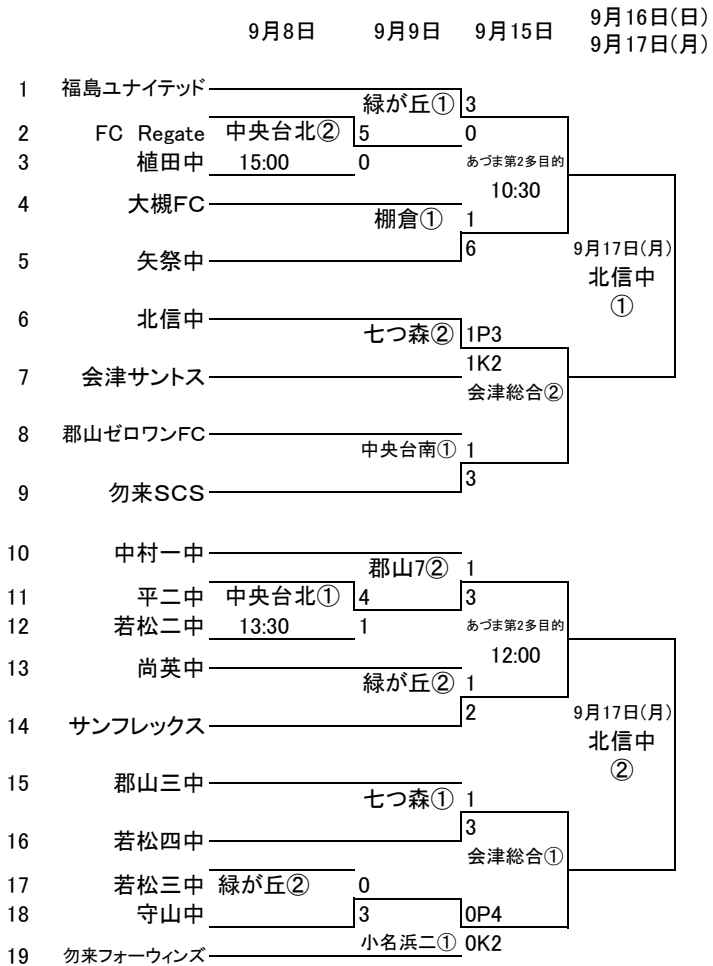 9月8日 9月9日 9月15日 9月16日(日)
9月17日(月)
1 福島ユナイテッド
緑が丘① 3
2 FC Regate 中央台北② 5 0
3 植田中 15:00 0 あづま第2多目的
10:30
4 大槻FC
棚倉① 1
5 矢祭中 6 9月17日(月)
北信中
①
6 北信中
七つ森② 1P3
1K2
7 会津サントス
会津総合②
8 郡山ゼロワンFC
中央台南① 1
3
9 勿来SCS
10 中村一中
郡山7② 1
11 平二中 中央台北① 4 3
12 若松二中 13:30 1 あづま第2多目的
12:00
13 尚英中
緑が丘② 1
2 9月17日(月)
14 サンフレックス
北信中
②
15 郡山三中
七つ森① 1
3
16 若松四中
会津総合①
17 若松三中 緑が丘② 0
18 守山中 3 0P4
小名浜二① 0K2
19 勿来フォーウィンズ